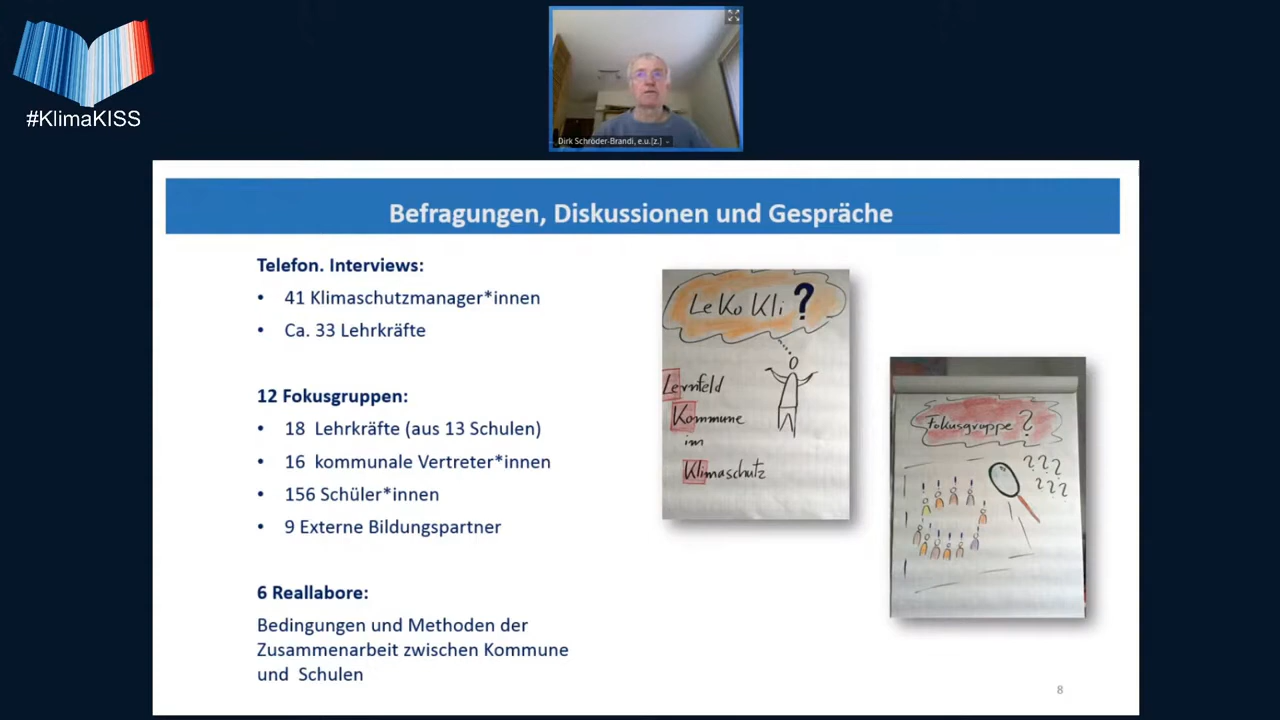 #KlimaKISS
Dirk Schröder-Brandi, e.u.[z.]
Befragungen, Diskussionen und Gespräche
Telefon. Interviews:
• 41 Klimaschutzmanager*innen
• Ca. 33 Lehrkräfte
12 Fokusgruppen:
• 18 Lehrkräfte (aus 13 Schulen)
• 16 kommunale Vertreter*innen
• 156 Schüler*innen
• 9 Externe Bildungspartner
6 Reallabore:
Bedingungen und Methoden der
Zusammenarbeit zwischen Kommune
und Schulen
LeKoKli?
Lernfeld
Kommune
im
Klimaschutz
Fokusgruppe?
???
???
8